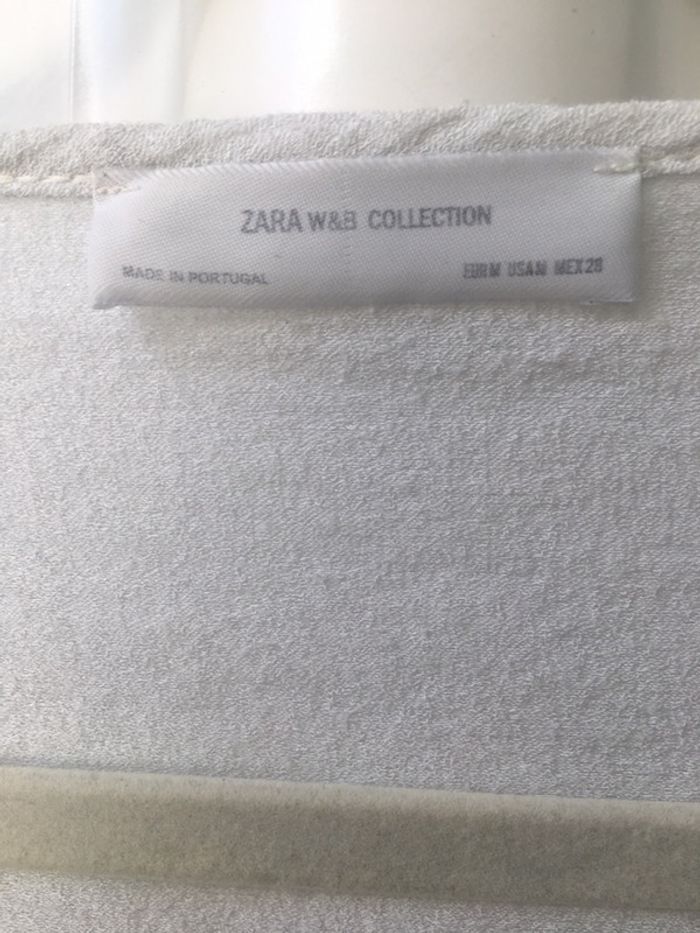 ZARA W&B COLLECTION
MADE IN PORTUGAL
EUR M USA M MEX 28